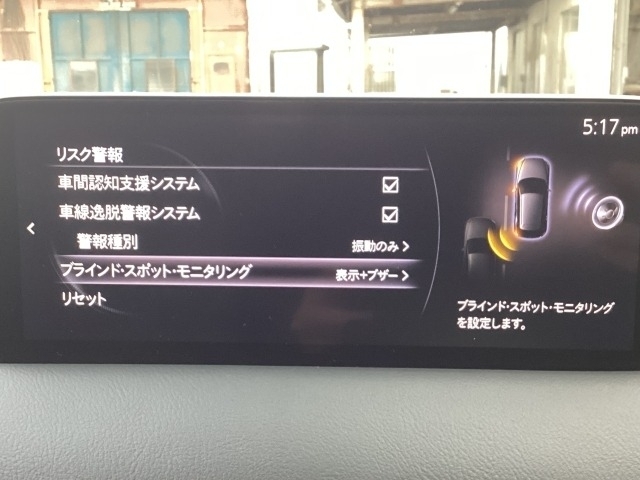 5:17pm
リスク警報
車間認知支援システム
車線逸脱警報システム
警報種別 振動のみ
ブラインド・スポット・モニタリング 表示+ブザー
リセット
ブラインド・スポット・モニタリング
を設定します。